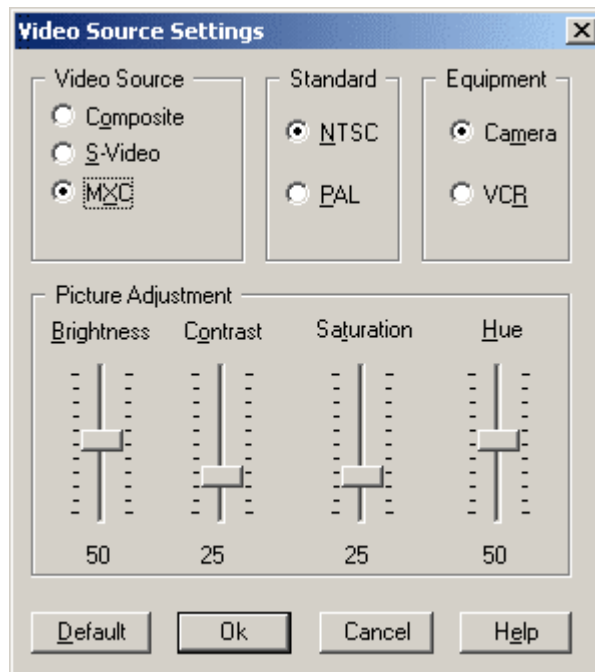 Video Source Settings
Video Source
Composite
S-Video
MXC
Standard
NTSC
PAL
Equipment
Camera
VCR
Picture Adjustment
Brightness Contrast Saturation Hue
50 25 25 50
Default Ok Cancel Help